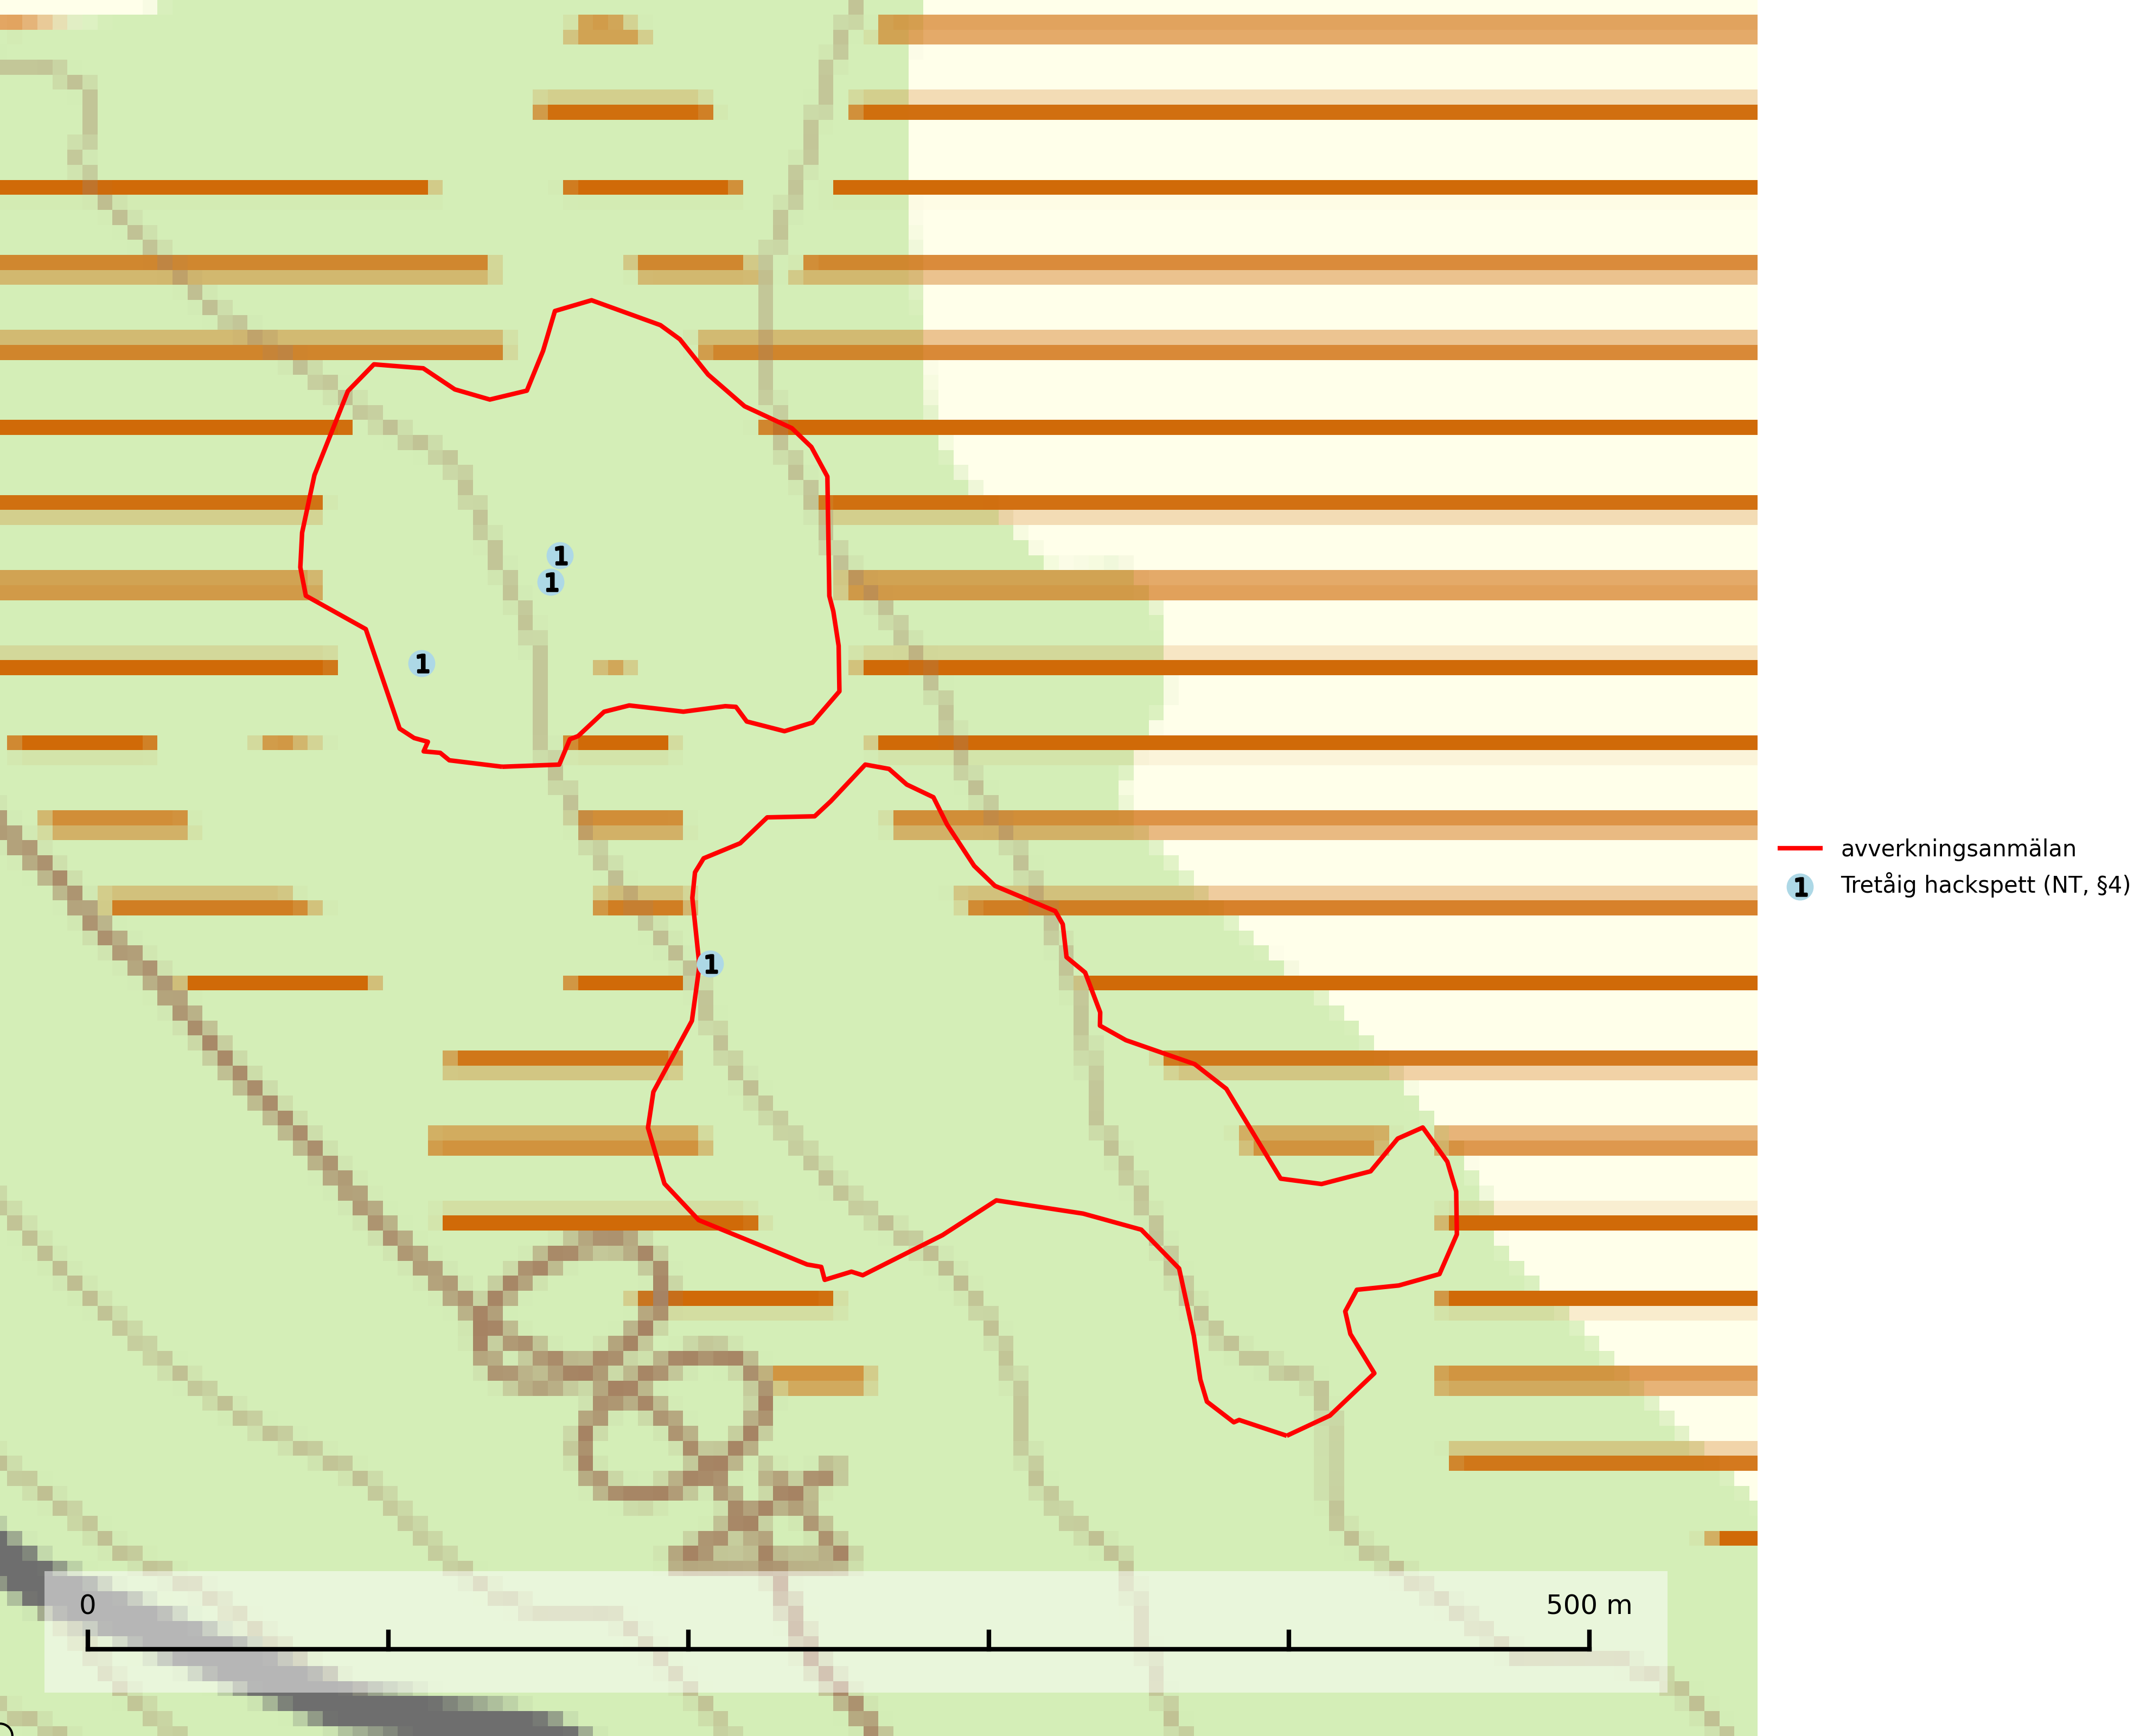 1
1
1
1
avverkningsanmälan
1 Tretåig hackspett (NT, §4)
0 500 m